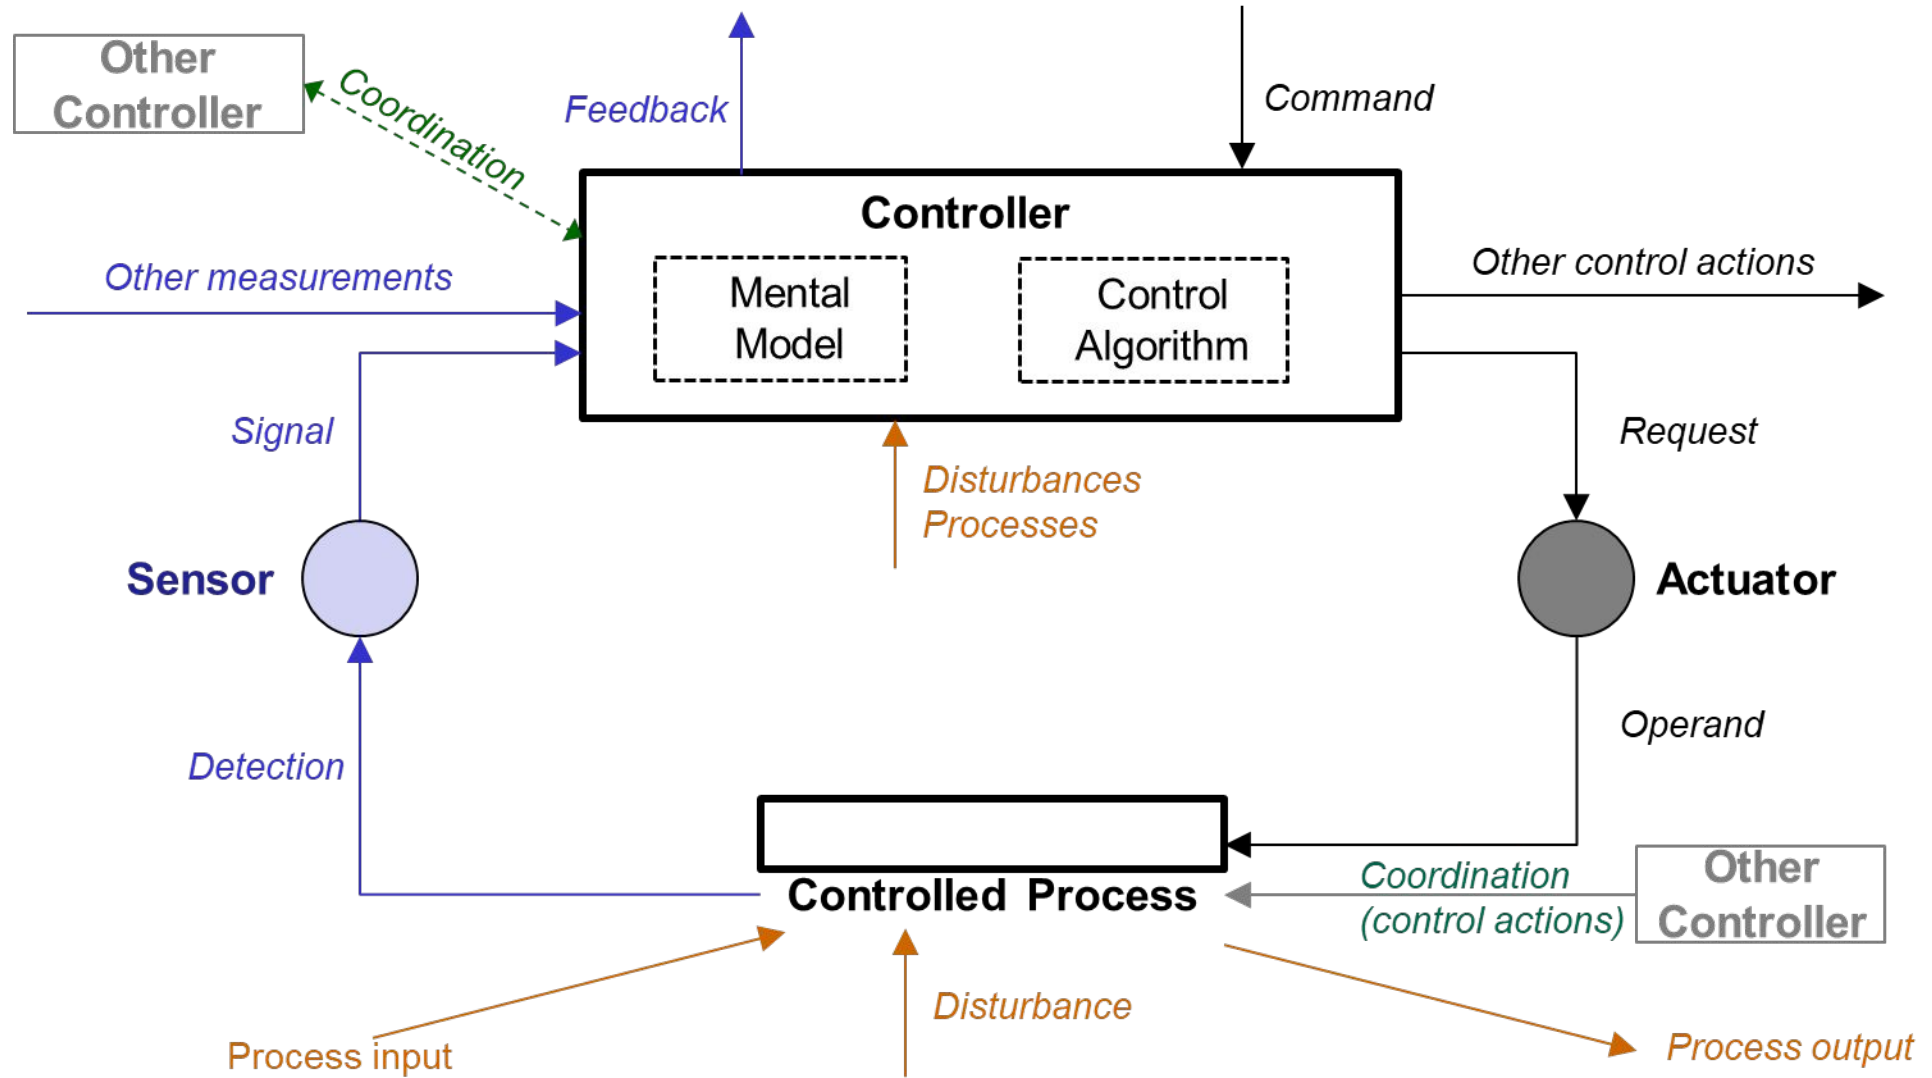 Other
Controller
Coordination
Feedback
Command
Controller
Other measurements
Mental
Model
Control
Algorithm
Other control actions
Signal
Request
Disturbances
Processes
Sensor
Actuator
Detection
Operand
Controlled Process
Coordination
(control actions)
Other
Controller
Disturbance
Process input
Process output